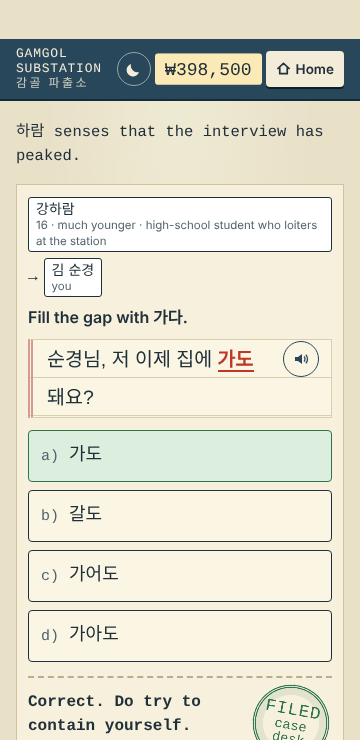 GAMGOL
SUBSTATION
감골 파출소
₩398,500
Home
하람 senses that the interview has
peaked.
강하람
16 · much younger · high-school student who loiters
at the station
→ 김 순경
you
Fill the gap with 가다.
순경님, 저 이제 집에 가도
돼요?
a) 가도
b) 갈도
c) 가어도
d) 가아도
Correct. Do try to
contain yourself.
FILED
case
desk